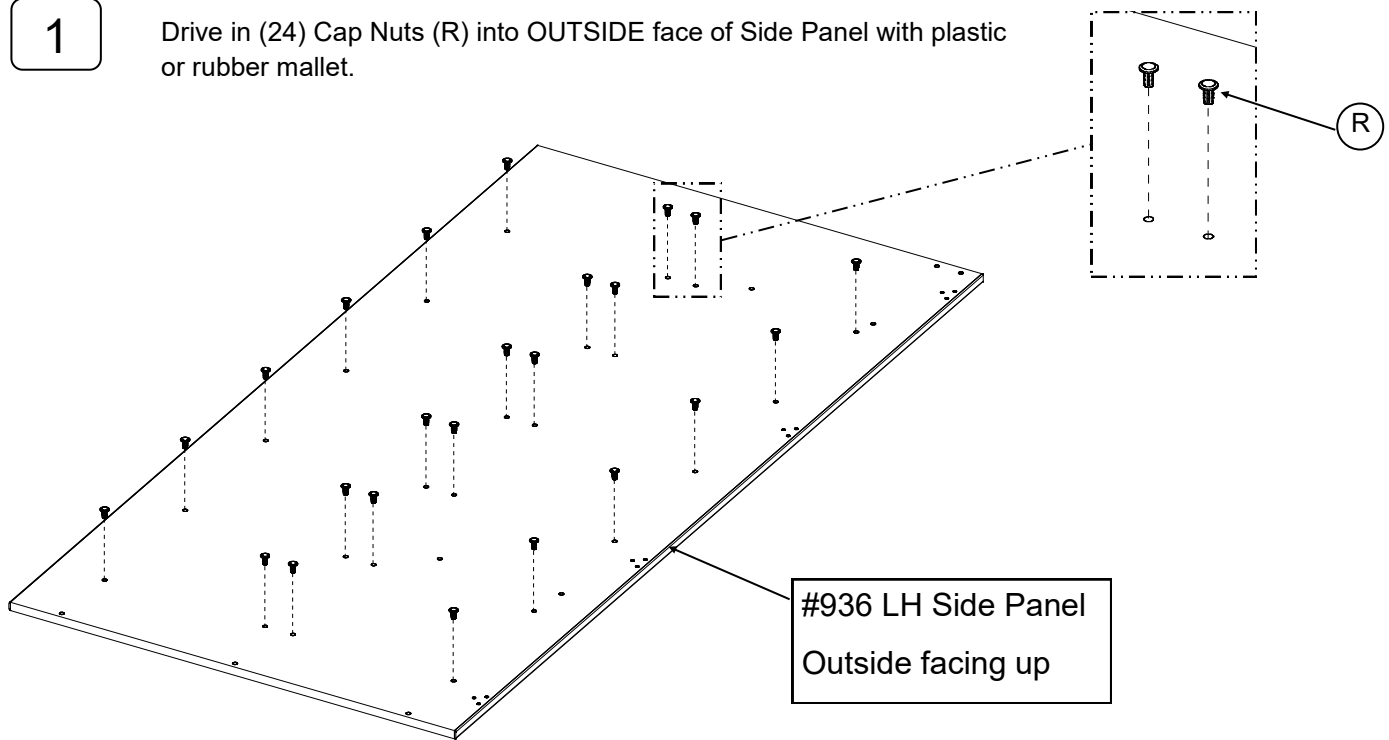 1
Drive in (24) Cap Nuts (R) into OUTSIDE face of Side Panel with plastic
or rubber mallet.
R
#936 LH Side Panel
Outside facing up